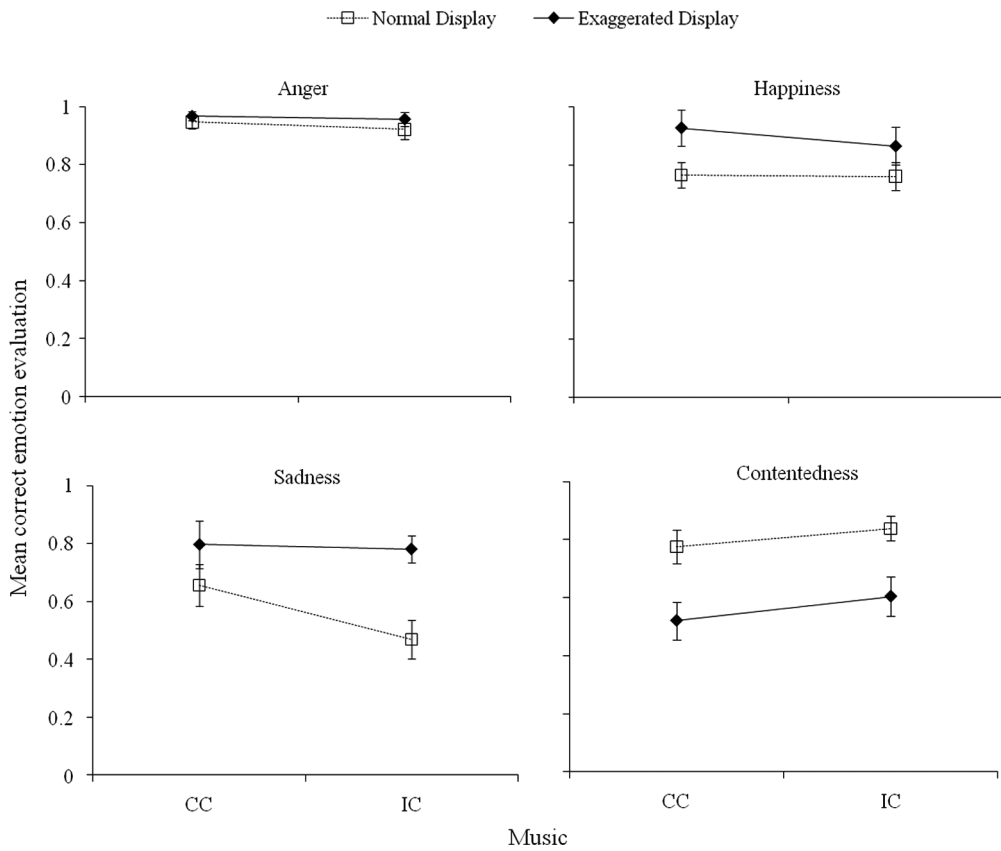 Normal Display Exaggerated Display
Anger Happiness
1
0.8
0.6
0.4
0.2
0
Mean correct emotion evaluation
Sadness Contentedness
1
0.8
0.6
0.4
0.2
0
CC IC CC IC
Music